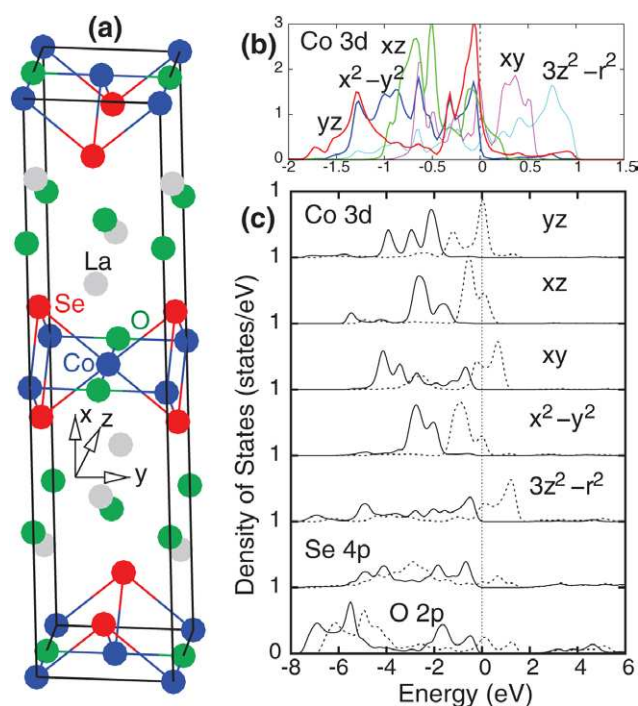 (a)
La
Se
O
Co
x
z
y
(b)
Co 3d
xz
xy
3z² − r²
x² − y²
yz
3
2
1
0
-2 -1.5 -1 -0.5 0 0.5 1 1.5
(c)
Co 3d
yz
xz
xy
x² − y²
3z² − r²
Se 4p
O 2p
1
1
1
1
1
1
1
0
Density of States (states/eV)
-8 -6 -4 -2 0 2 4 6
Energy (eV)